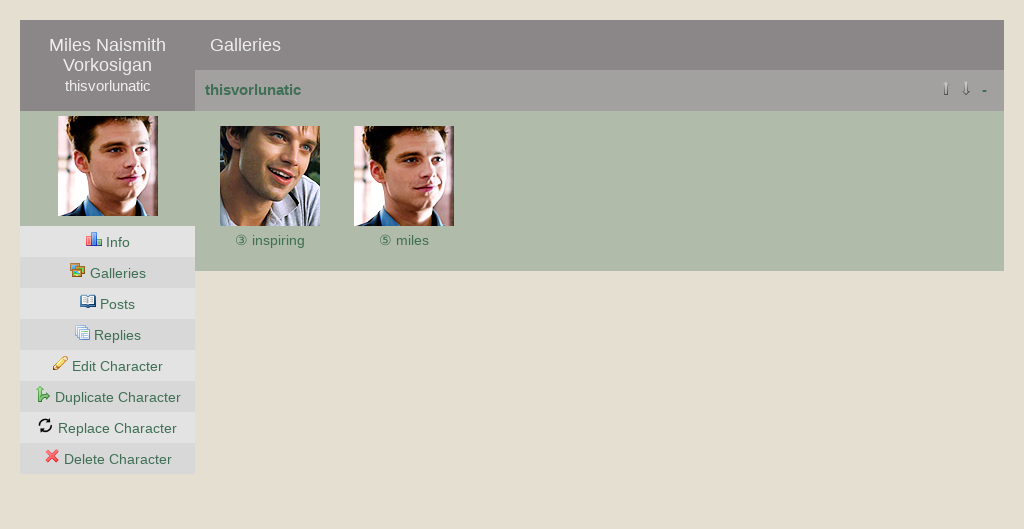 Miles Naismith
Vorkosigan
thisvorlunatic
Galleries
thisvorlunatic
-
③ inspiring
⑤ miles
Info
Galleries
Posts
Replies
Edit Character
Duplicate Character
Replace Character
Delete Character